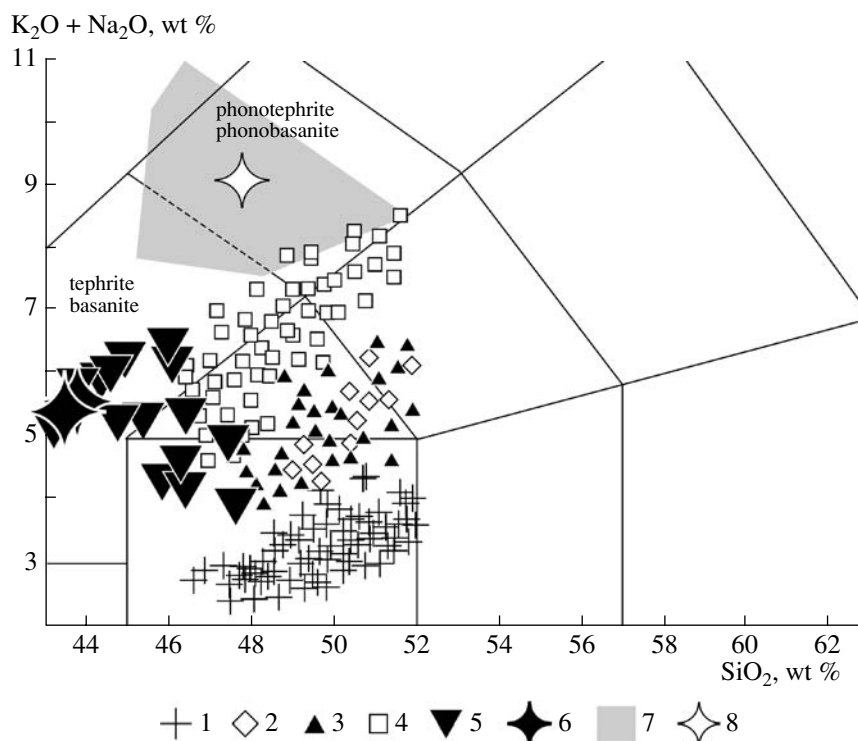 K₂O + Na₂O, wt %
11
phonotephrite
phonobasanite
9
tephrite
basanite
7
5
3
44 46 48 50 52 54 56 58 60 62
SiO₂, wt %
1 2 3 4 5 6 7 8